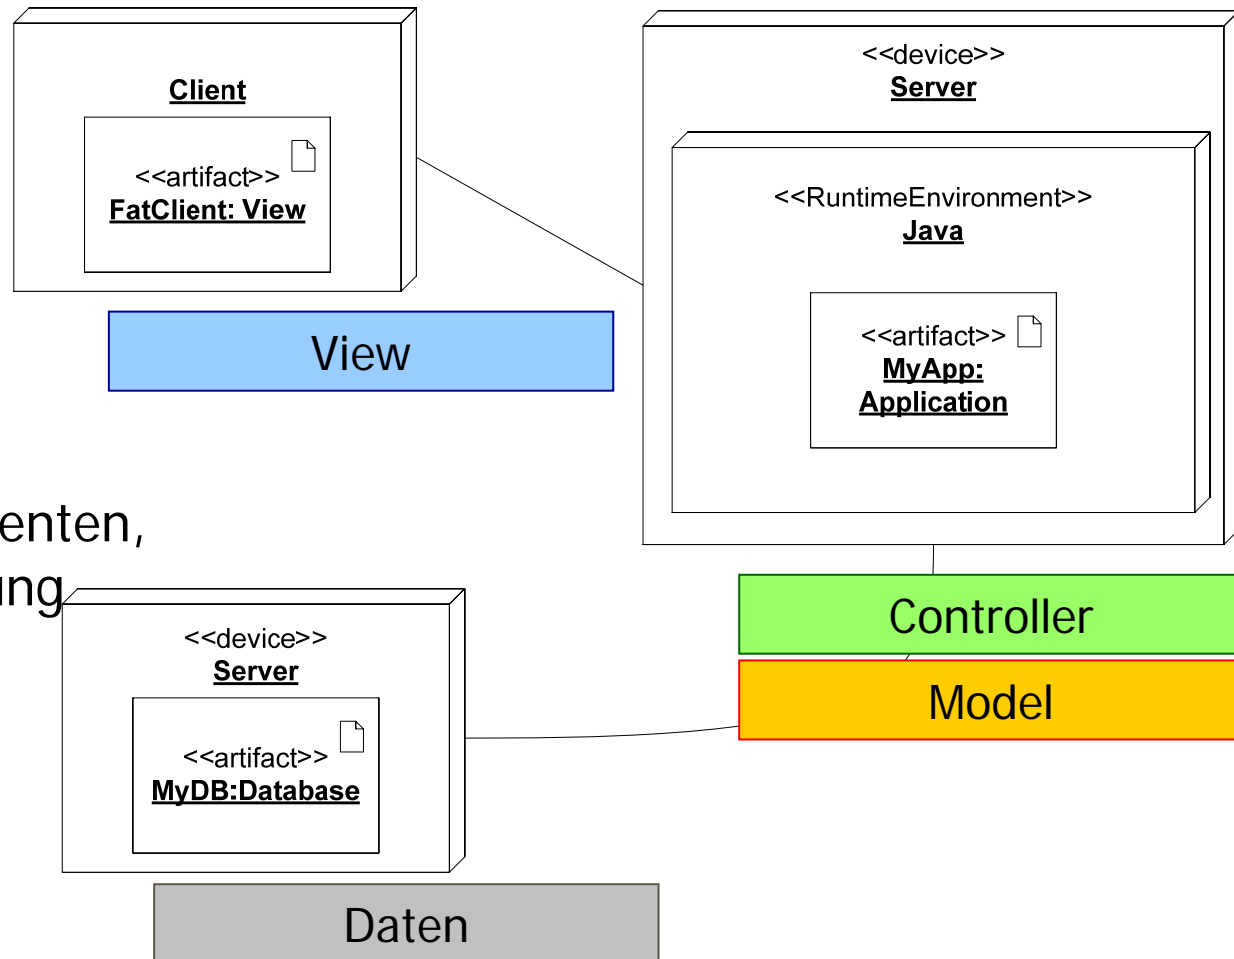 Client
<<artifact>>
FatClient: View
View
<<device>>
Server
<<RuntimeEnvironment>>
Java
<<artifact>>
MyApp:
Application
enten,
ung
Controller
Model
<<device>>
Server
<<artifact>>
MyDB:Database
Daten